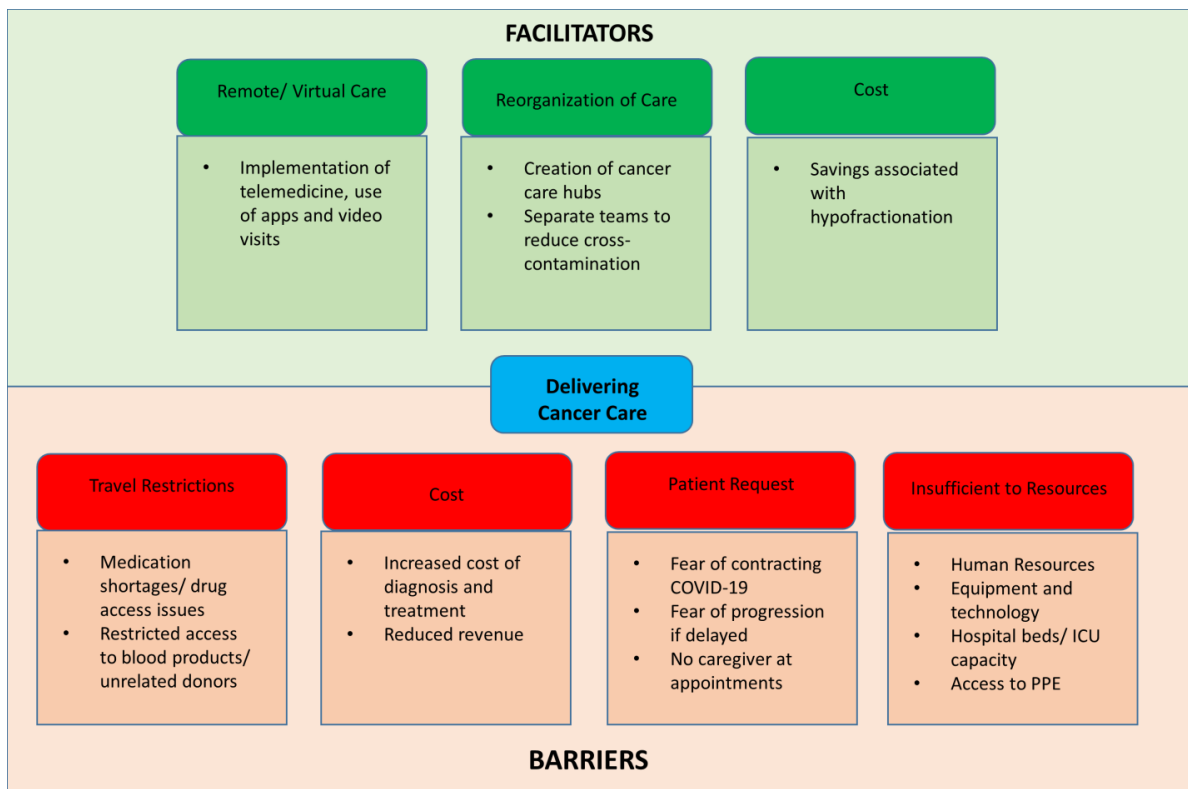 FACILITATORS
Remote/ Virtual Care
• Implementation of
telemedicine, use
of apps and video
visits
Reorganization of Care
• Creation of cancer
care hubs
• Separate teams to
reduce cross-
contamination
Cost
• Savings associated
with
hypofractionation
Delivering
Cancer Care
Travel Restrictions
• Medication
shortages/ drug
access issues
• Restricted access
to blood products/
unrelated donors
Cost
• Increased cost of
diagnosis and
treatment
• Reduced revenue
Patient Request
• Fear of contracting
COVID-19
• Fear of progression
if delayed
• No caregiver at
appointments
Insufficient to Resources
• Human Resources
• Equipment and
technology
• Hospital beds/ ICU
capacity
• Access to PPE
BARRIERS